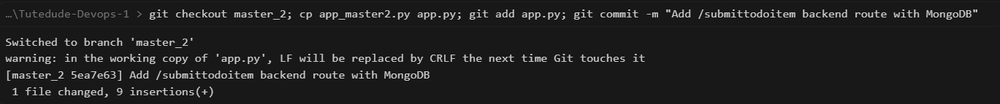 …\Tutedude-Devops-1 > git checkout master_2; cp app_master2.py app.py; git add app.py; git commit -m "Add /submittodoitem backend route with MongoDB"
Switched to branch 'master_2'
warning: in the working copy of 'app.py', LF will be replaced by CRLF the next time Git touches it
[master_2 5ea7e63] Add /submittodoitem backend route with MongoDB
 1 file changed, 9 insertions(+)